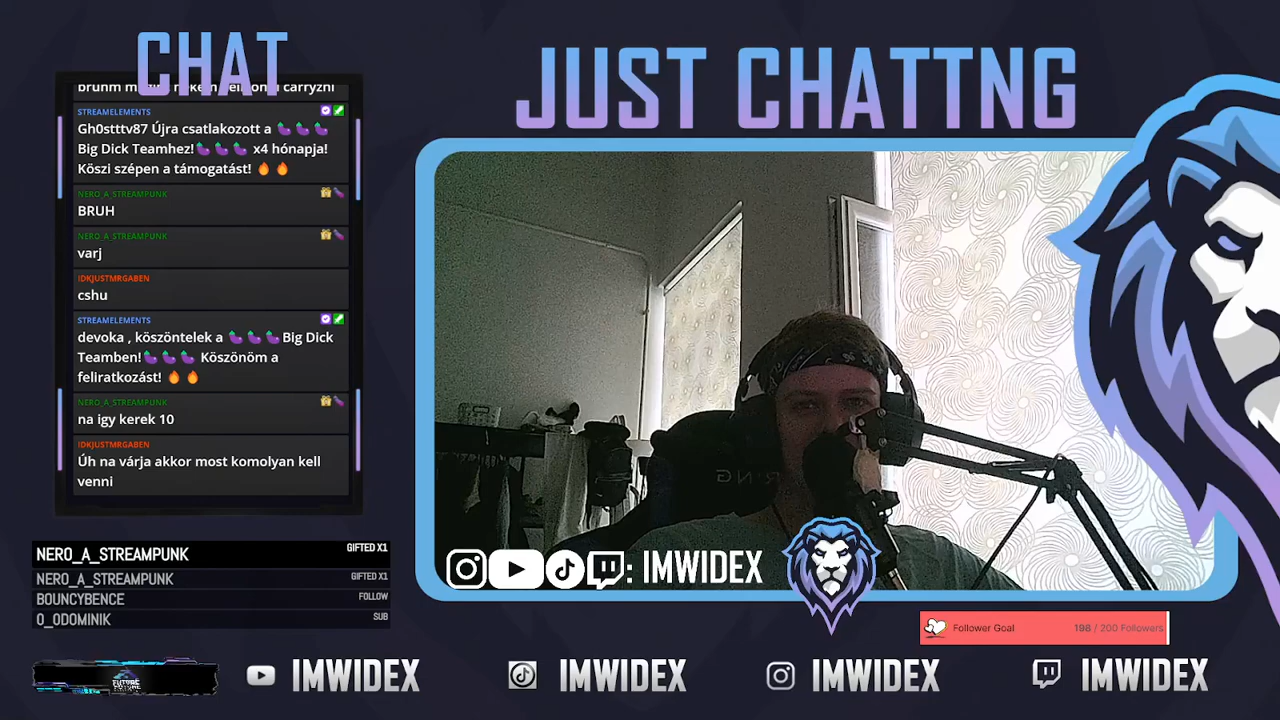 CHAT
JUST CHATTNG
STREAMELEMENTS
Gh0stttv87 Újra csatlakozott a 🍆 🍆 🍆
Big Dick Teamhez!🍆 🍆 🍆 x4 hónapja!
Köszi szépen a támogatást! 🔥 🔥
NERO_A_STREAMPUNK
BRUH
NERO_A_STREAMPUNK
varj
IDKJUSTMRGABEN
cshu
STREAMELEMENTS
devoka , köszöntelek a 🍆 🍆 🍆Big Dick
Teamben!🍆 🍆 🍆 Köszönöm a
feliratkozást! 🔥 🔥
NERO_A_STREAMPUNK
na igy kerek 10
IDKJUSTMRGABEN
Úh na várja akkor most komolyan kell
venni
NERO_A_STREAMPUNK GIFTED X1
NERO_A_STREAMPUNK GIFTED X1
BOUNCYBENCE FOLLOW
O_ODOMINIK SUB
: IMWIDEX
Follower Goal 198 / 200 Followers
IMWIDEX IMWIDEX IMWIDEX IMWIDEX